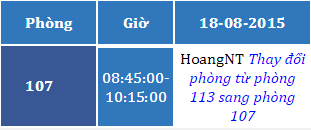 Phòng Giờ 18-08-2015
HoangNT Thay đổi
phòng từ phòng
113 sang phòng
107
107
08:45:00-
10:15:00